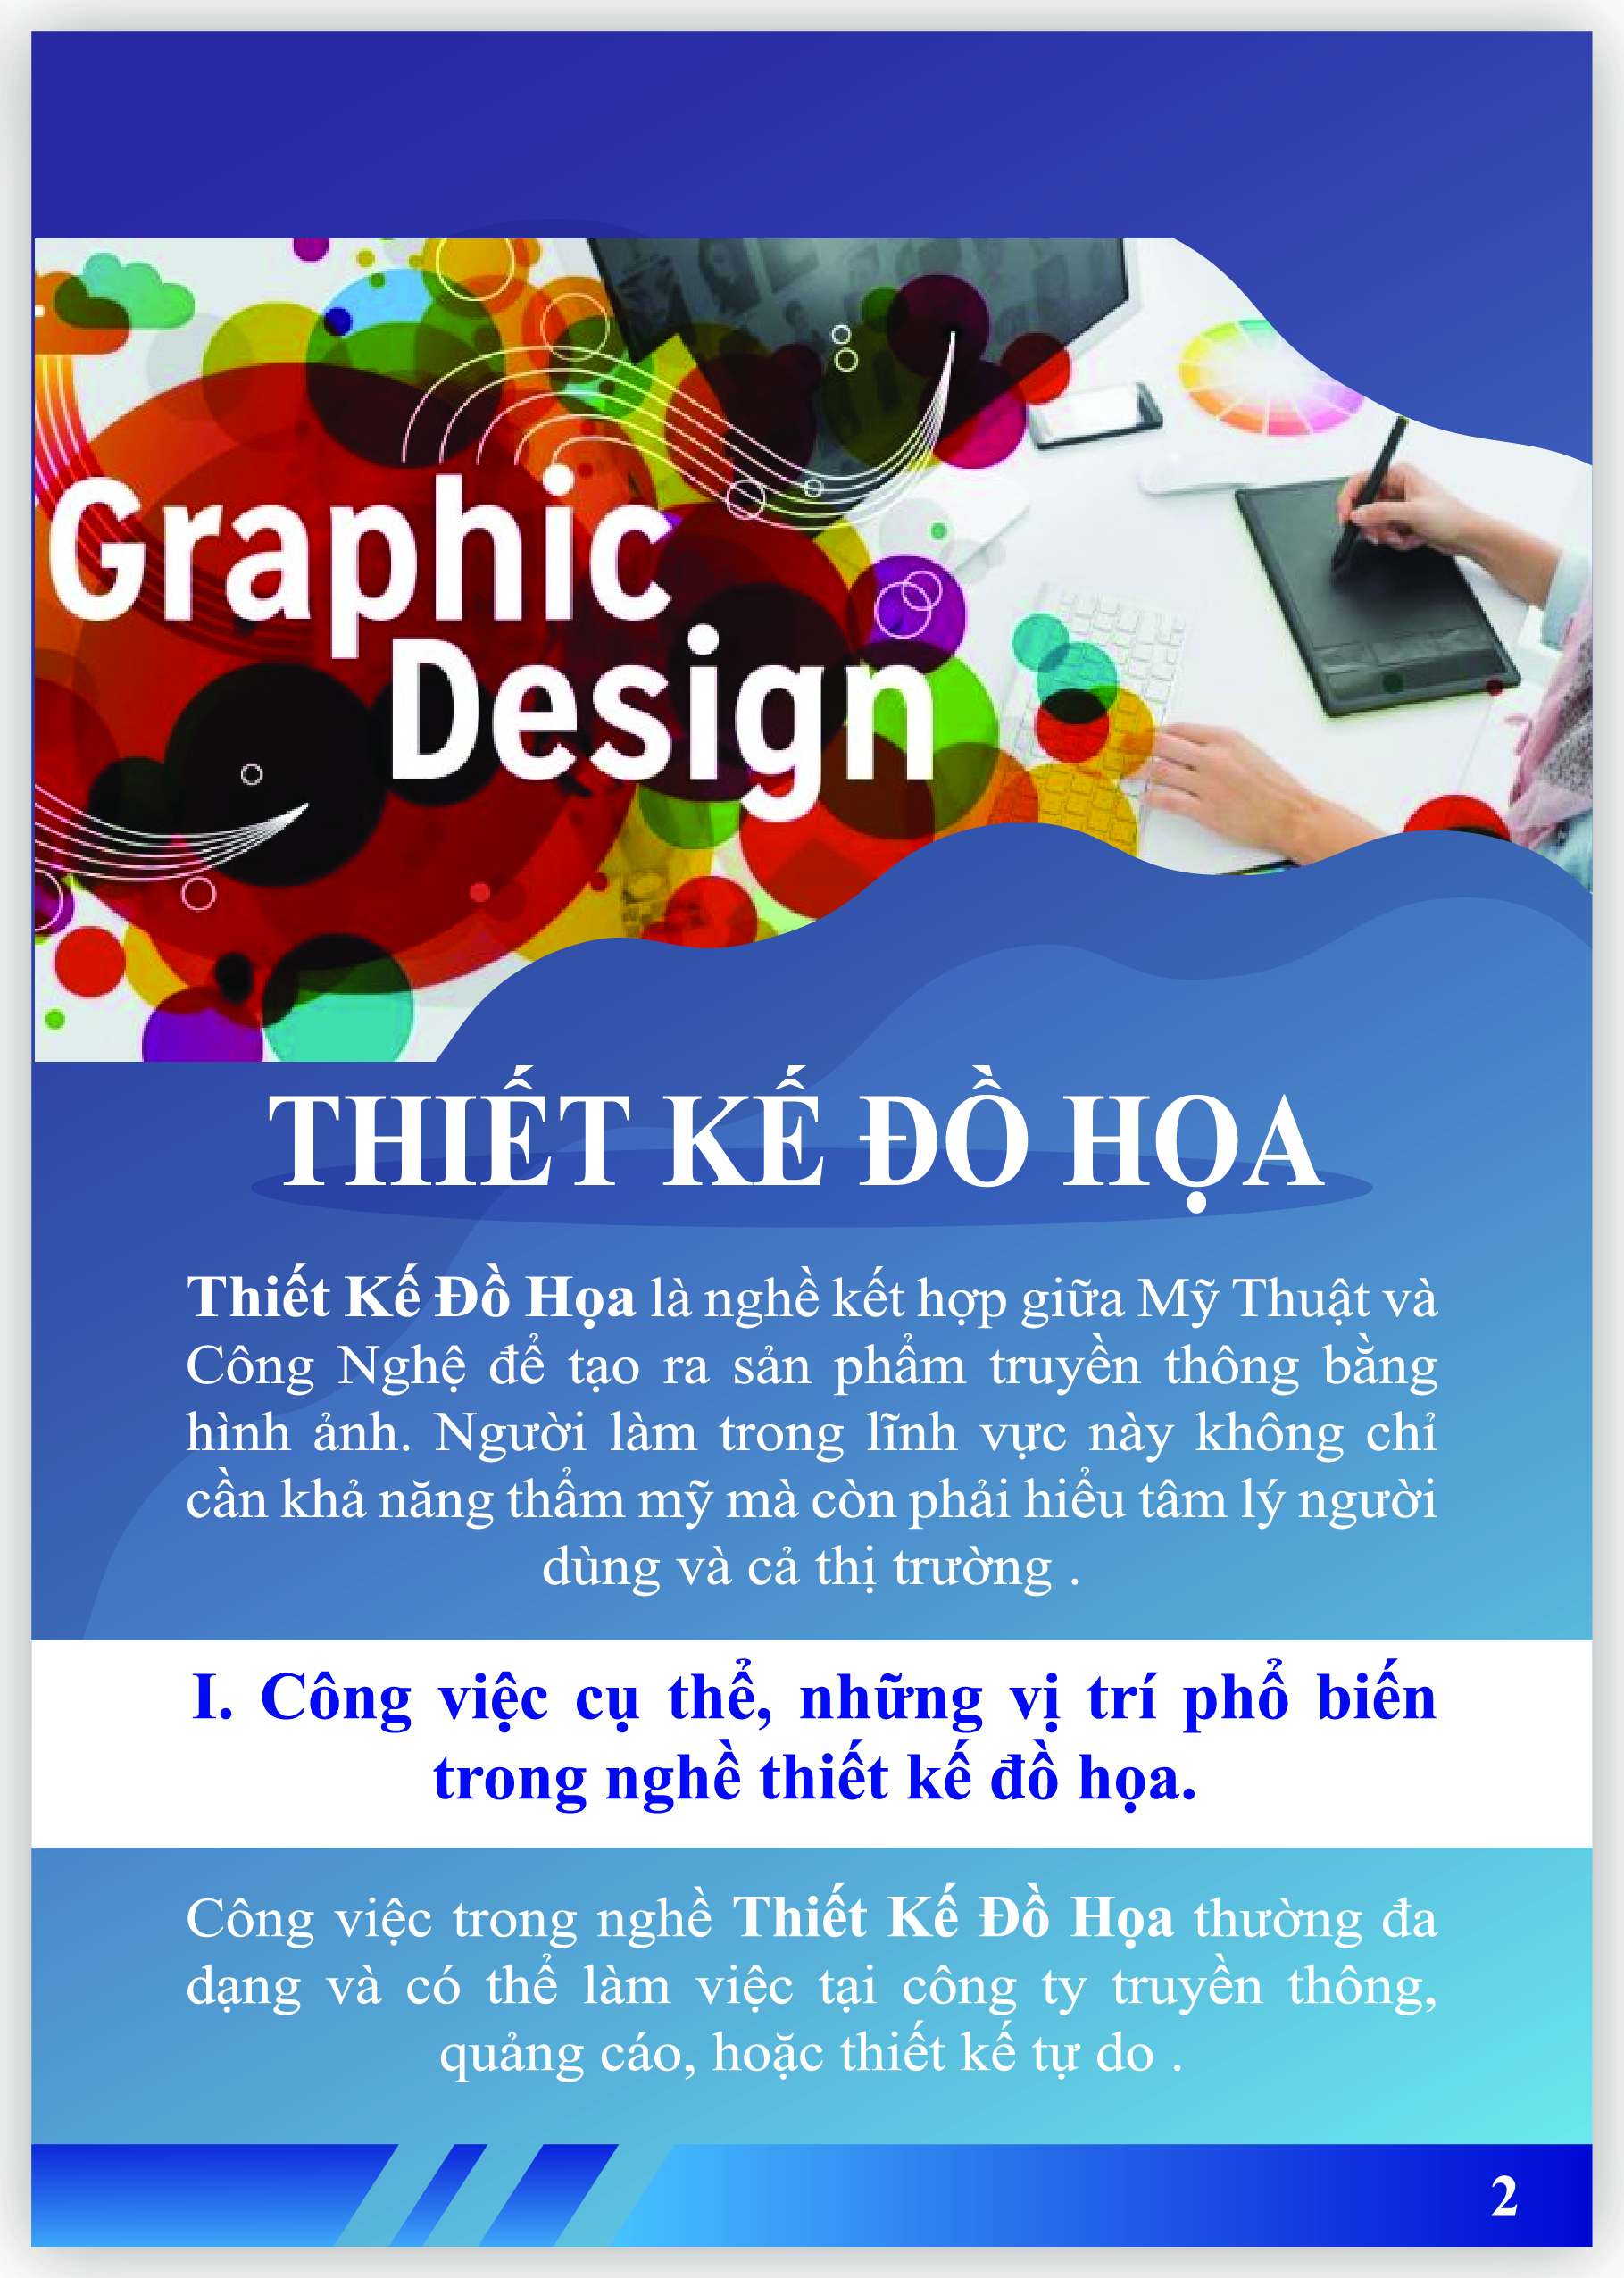 Graphic
Design
THIẾT KẾ ĐỒ HỌA
Thiết Kế Đồ Họa là nghề kết hợp giữa Mỹ Thuật và
Công Nghệ để tạo ra sản phẩm truyền thông bằng
hình ảnh. Người làm trong lĩnh vực này không chỉ
cần khả năng thẩm mỹ mà còn phải hiểu tâm lý người
dùng và cả thị trường .
I. Công việc cụ thể, những vị trí phổ biến
trong nghề thiết kế đồ họa.
Công việc trong nghề Thiết Kế Đồ Họa thường đa
dạng và có thể làm việc tại công ty truyền thông,
quảng cáo, hoặc thiết kế tự do .
2